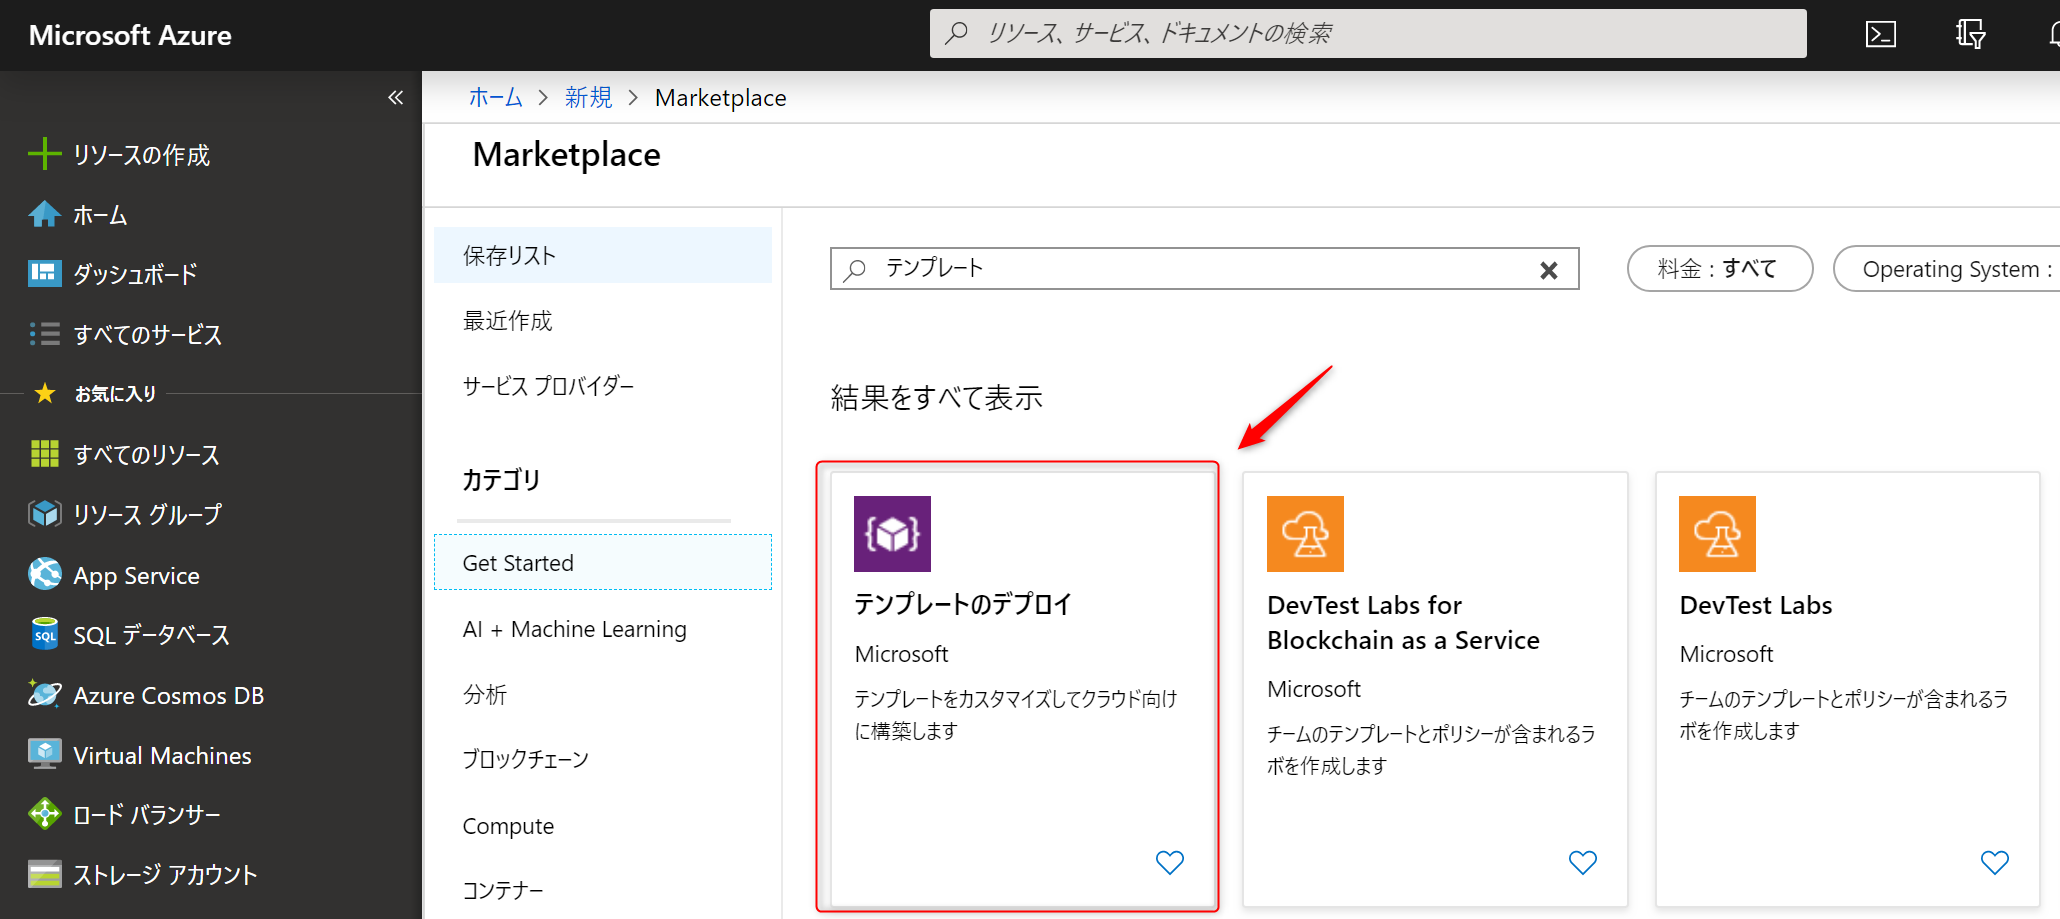 Microsoft Azure
リソース、サービス、ドキュメントの検索
リソースの作成
ホーム
ダッシュボード
すべてのサービス
お気に入り
すべてのリソース
リソース グループ
App Service
SQL データベース
Azure Cosmos DB
Virtual Machines
ロード バランサー
ストレージ アカウント
ホーム > 新規 > Marketplace
Marketplace
保存リスト
最近作成
サービス プロバイダー
カテゴリ
Get Started
AI + Machine Learning
分析
ブロックチェーン
Compute
コンテナー
テンプレート
料金 : すべて
Operating System :
結果をすべて表示
テンプレートのデプロイ
Microsoft
テンプレートをカスタマイズしてクラウド向け
に構築します
DevTest Labs for
Blockchain as a Service
Microsoft
チームのテンプレートとポリシーが含まれるラ
ボを作成します
DevTest Labs
Microsoft
チームのテンプレートとポリシーが含まれるラ
ボを作成します